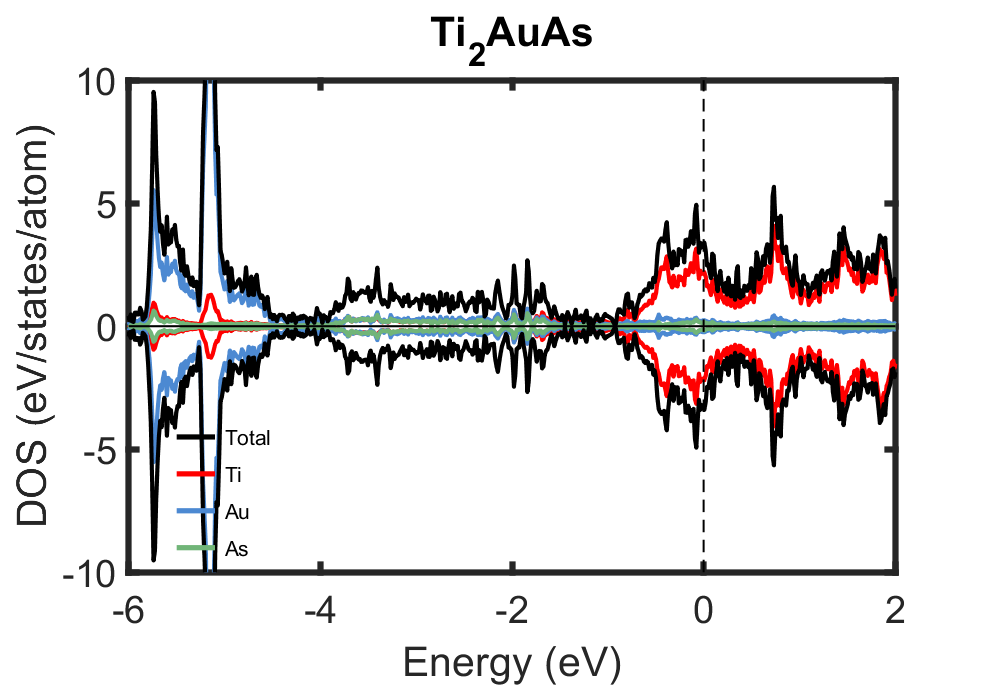 Ti2AuAs
10
5
0
-5
-10
DOS (eV/states/atom)
Total
Ti
Au
As
-6 -4 -2 0 2
Energy (eV)